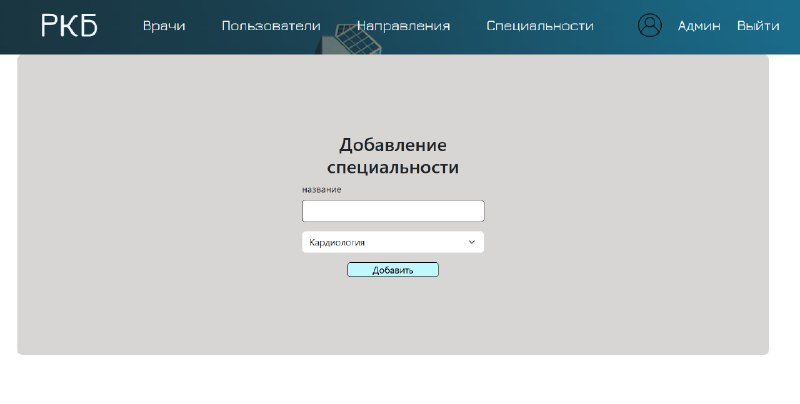 РКБ Врачи Пользователи Направления Специальности Админ Выйти
Добавление
специальности
название
Кардиология
Добавить